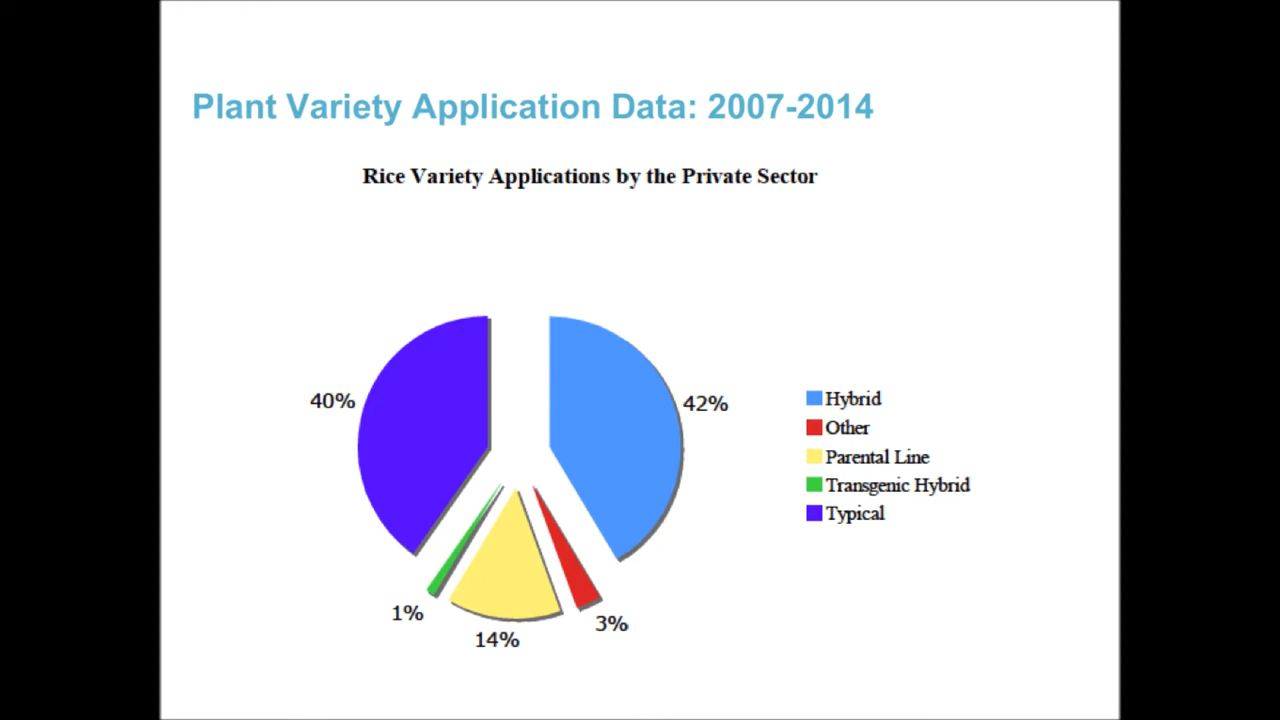 Plant Variety Application Data: 2007-2014
Rice Variety Applications by the Private Sector
40%
42%
Hybrid
Other
Parental Line
Transgenic Hybrid
Typical
1%
14%
3%